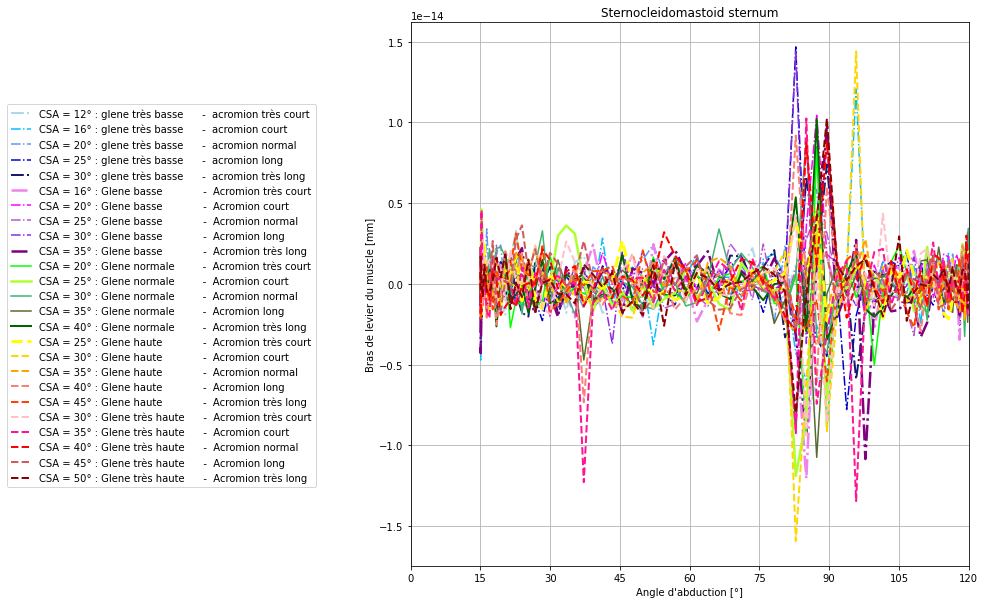 Sternocleidomastoid sternum
1e−14
1.5
1.0
0.5
0.0
−0.5
−1.0
−1.5
Bras de levier du muscle [mm]
0 15 30 45 60 75 90 105 120
Angle d'abduction [°]
CSA = 12° : glene très basse - acromion très court
CSA = 16° : glene très basse - acromion court
CSA = 20° : glene très basse - acromion normal
CSA = 25° : glene très basse - acromion long
CSA = 30° : glene très basse - acromion très long
CSA = 16° : Glene basse - Acromion très court
CSA = 20° : Glene basse - Acromion court
CSA = 25° : Glene basse - Acromion normal
CSA = 30° : Glene basse - Acromion long
CSA = 35° : Glene basse - Acromion très long
CSA = 20° : Glene normale - Acromion très court
CSA = 25° : Glene normale - Acromion court
CSA = 30° : Glene normale - Acromion normal
CSA = 35° : Glene normale - Acromion long
CSA = 40° : Glene normale - Acromion très long
CSA = 25° : Glene haute - Acromion très court
CSA = 30° : Glene haute - Acromion court
CSA = 35° : Glene haute - Acromion normal
CSA = 40° : Glene haute - Acromion long
CSA = 45° : Glene haute - Acromion très long
CSA = 30° : Glene très haute - Acromion très court
CSA = 35° : Glene très haute - Acromion court
CSA = 40° : Glene très haute - Acromion normal
CSA = 45° : Glene très haute - Acromion long
CSA = 50° : Glene très haute - Acromion très long